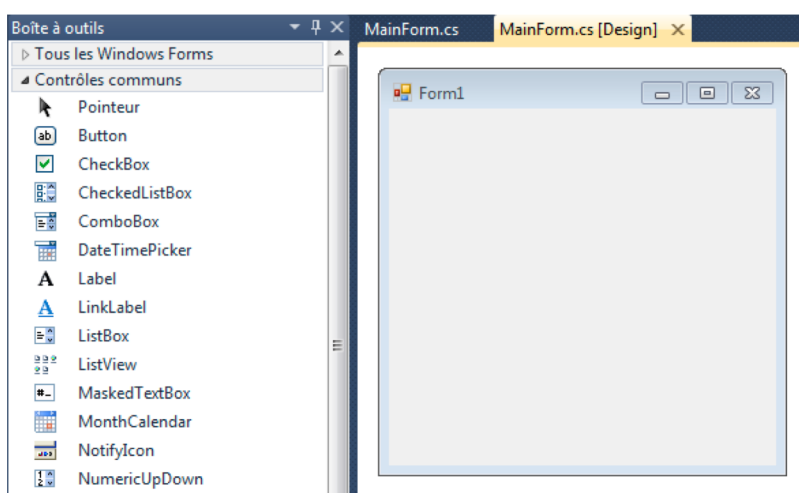 Boîte à outils
Tous les Windows Forms
Contrôles communs
Pointeur
Button
CheckBox
CheckedListBox
ComboBox
DateTimePicker
Label
LinkLabel
ListBox
ListView
MaskedTextBox
MonthCalendar
NotifyIcon
NumericUpDown
MainForm.cs MainForm.cs [Design]
Form1